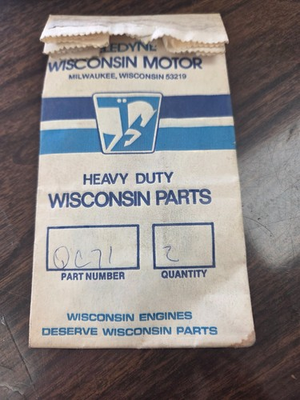 LEDYNE
WISCONSIN MOTOR
MILWAUKEE, WISCONSIN 53219
HEAVY DUTY
WISCONSIN PARTS
QC71 2
PART NUMBER QUANTITY
WISCONSIN ENGINES
DESERVE WISCONSIN PARTS